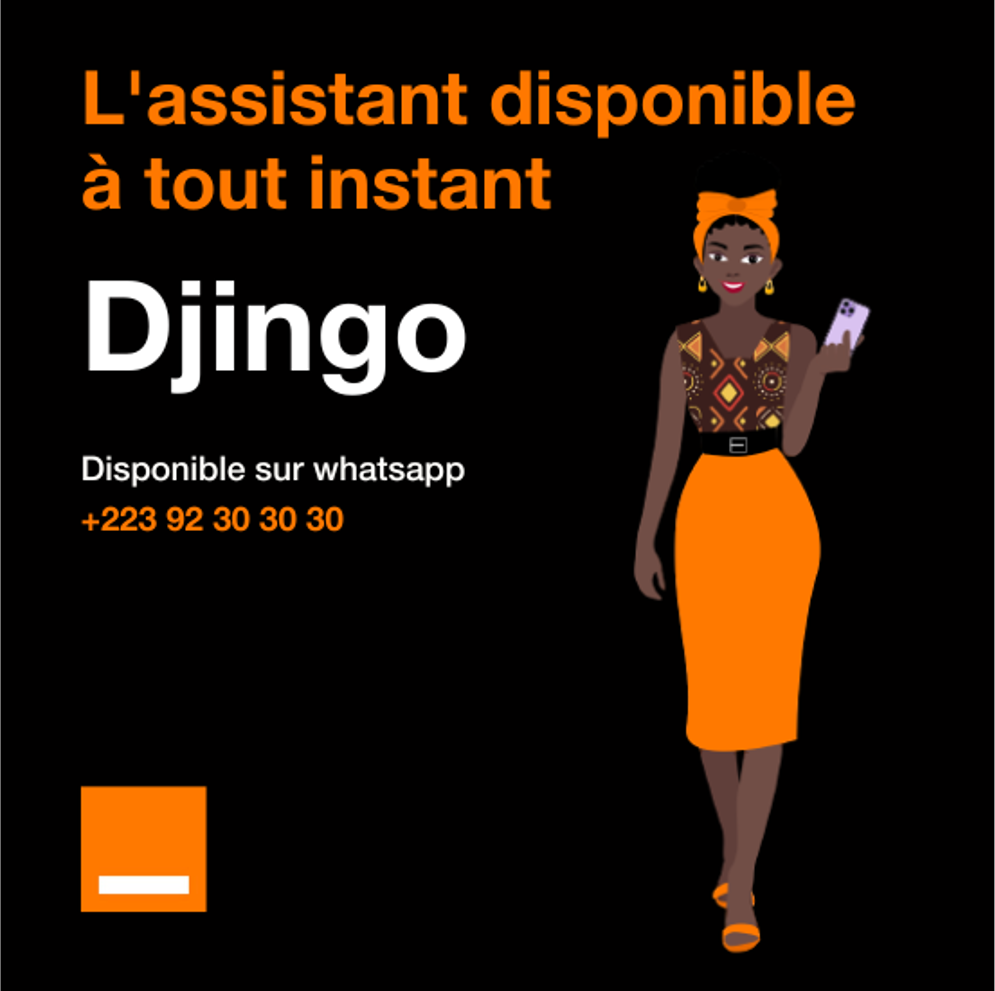 L'assistant disponible
à tout instant
Djingo
Disponible sur whatsapp
+223 92 30 30 30